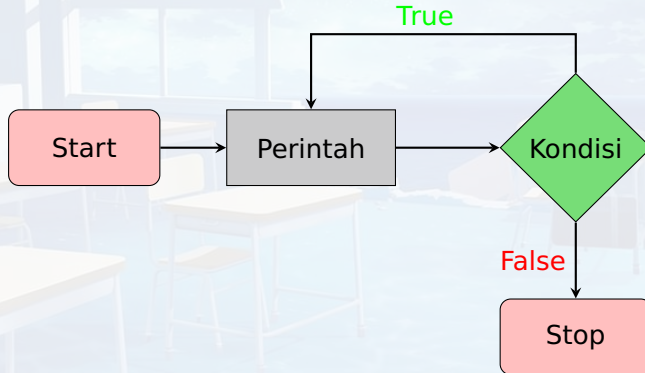 True
Start
Perintah
Kondisi
False
Stop